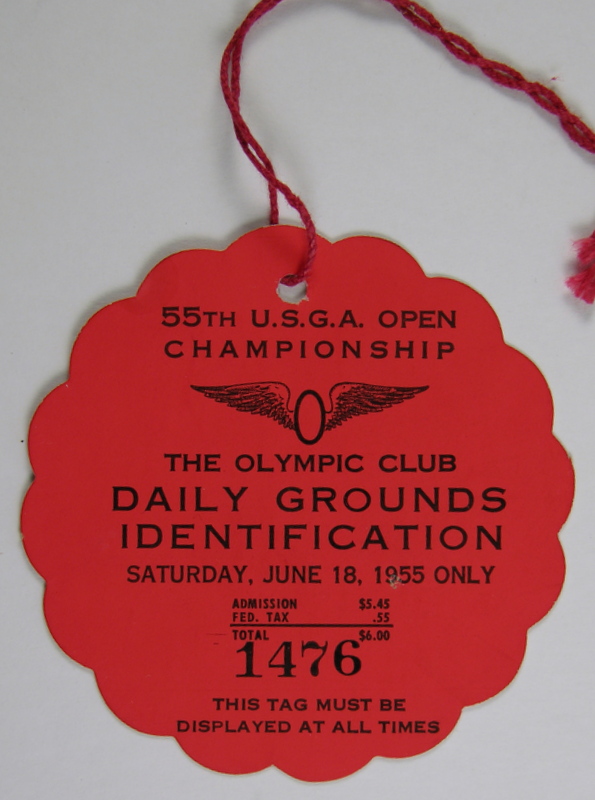 55TH U.S.G.A. OPEN
CHAMPIONSHIP
O
THE OLYMPIC CLUB
DAILY GROUNDS
IDENTIFICATION
SATURDAY, JUNE 18, 1955 ONLY
ADMISSION $5.45
FED. TAX .55
TOTAL $6.00
1476
THIS TAG MUST BE
DISPLAYED AT ALL TIMES